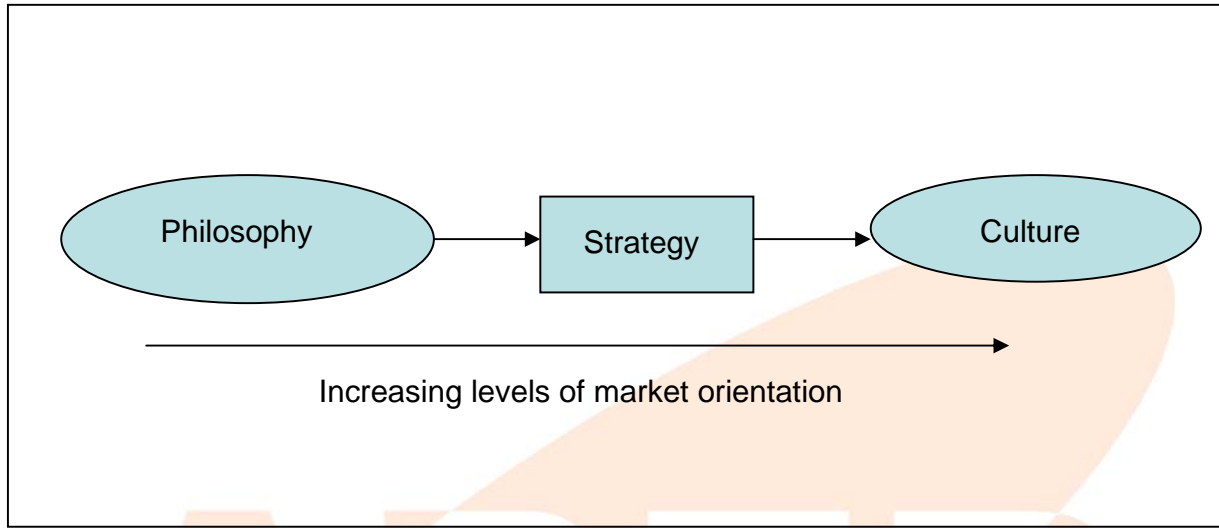 Philosophy
Strategy
Culture
Increasing levels of market orientation